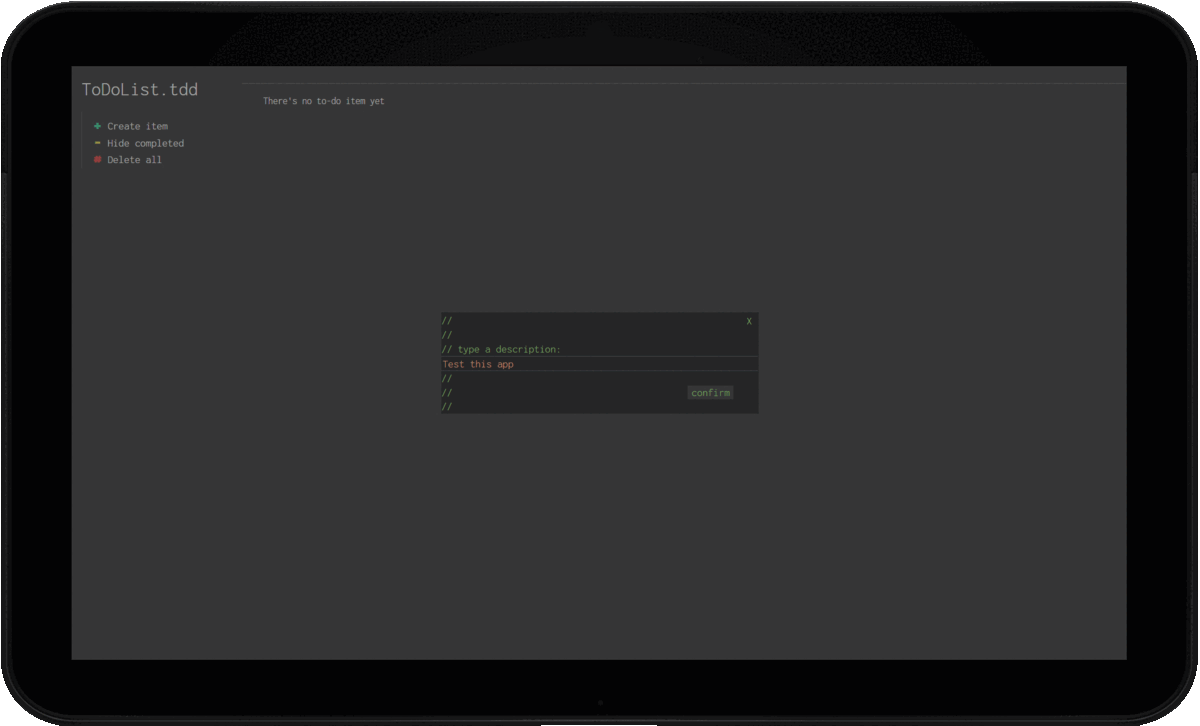 ToDoList.tdd
There's no to-do item yet
+ Create item
- Hide completed
# Delete all
// X
//
// type a description:
Test this app
//
// confirm
//